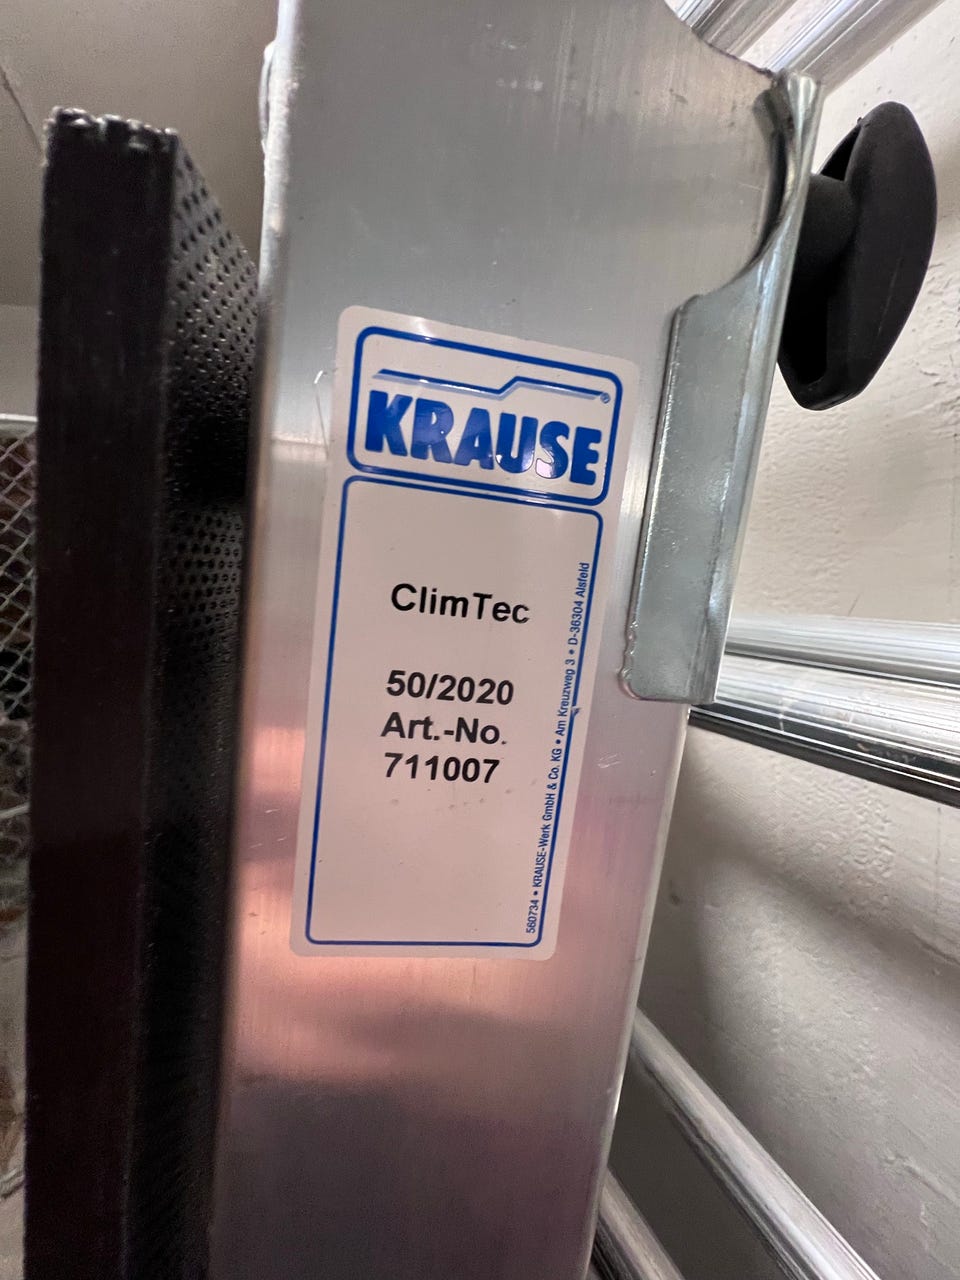 KRAUSE®
ClimTec
50/2020
Art.-No.
711007
560734 • KRAUSE-Werk GmbH & Co. KG • Am Kreuzweg 3 • D-36304 Alsfeld